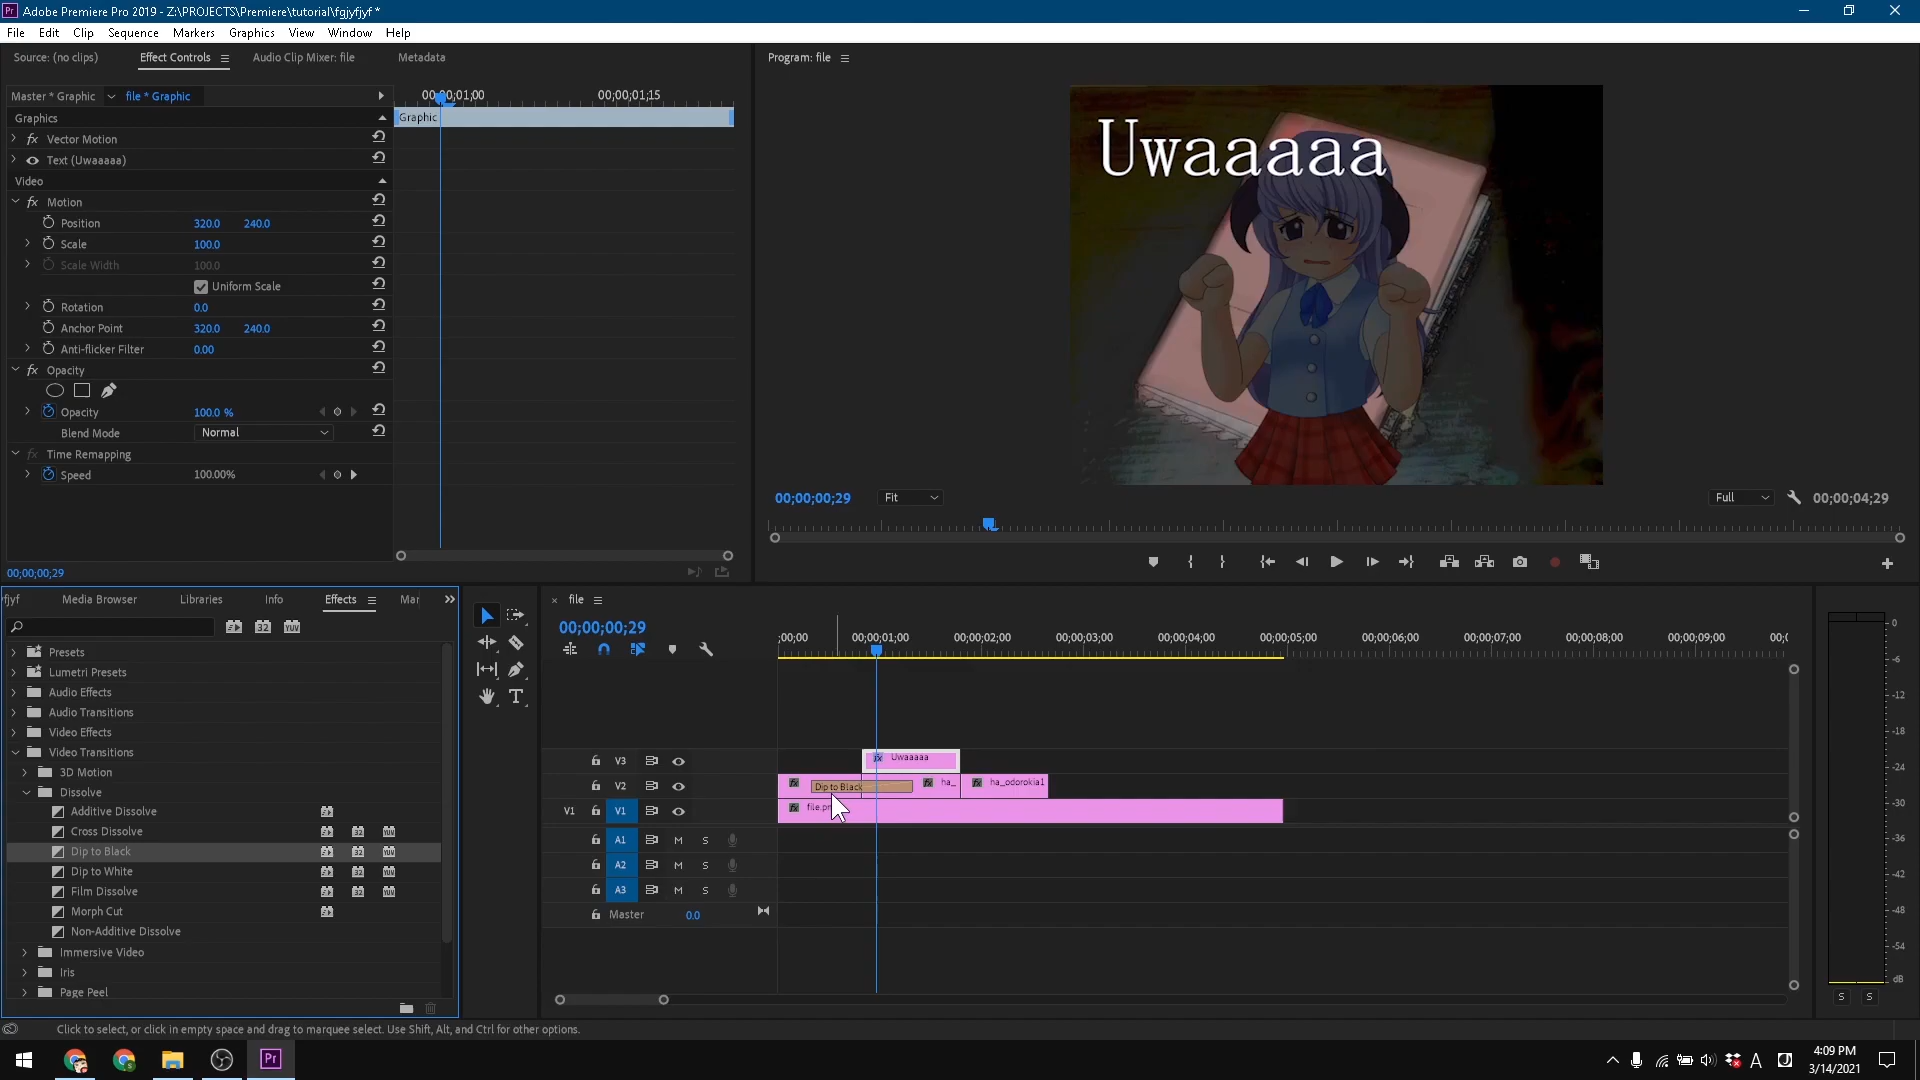 Adobe Premiere Pro 2019 - Z:\PROJECTS\Premiere\tutorial\fgjyfjyf *
File Edit Clip Sequence Markers Graphics View Window Help
Source: (no clips) Effect Controls Audio Clip Mixer: file Metadata
Program: file
Master * Graphic file * Graphic
00;00;01;00 00;00;01;15
Graphics
Graphic
Vector Motion
Text (Uwaaaaa)
Video
Motion
Position 320.0 240.0
Scale 100.0
Scale Width 100.0
Uniform Scale
Rotation 0.0
Anchor Point 320.0 240.0
Anti-flicker Filter 0.00
Opacity
Opacity 100.0 %
Blend Mode Normal
Time Remapping
Speed 100.00%
00;00;00;29
Uwaaaaa
00;00;00;29 Fit Full 00;00;04;29
fyf Media Browser Libraries Info Effects Mar
Presets
Lumetri Presets
Audio Effects
Audio Transitions
Video Effects
Video Transitions
3D Motion
Dissolve
Additive Dissolve
Cross Dissolve
Dip to Black
Dip to White
Film Dissolve
Morph Cut
Non-Additive Dissolve
Immersive Video
Iris
Page Peel
file
00;00;00;29
;00;00 00;00;01;00 00;00;02;00 00;00;03;00 00;00;04;00 00;00;05;00 00;00;06;00 00;00;07;00 00;00;08;00 00;00;09;00 00;0
V3 Uwaaaaa
V2 Dip to Black ha_ ha_odorokia1
V1 V1 file.pn
A1 M S
A2 M S
A3 M S
Master 0.0
0
-6
-12
-18
-24
-30
-36
-42
-48
-54
dB
S S
Click to select, or click in empty space and drag to marquee select. Use Shift, Alt, and Ctrl for other options.
4:09 PM
3/14/2021